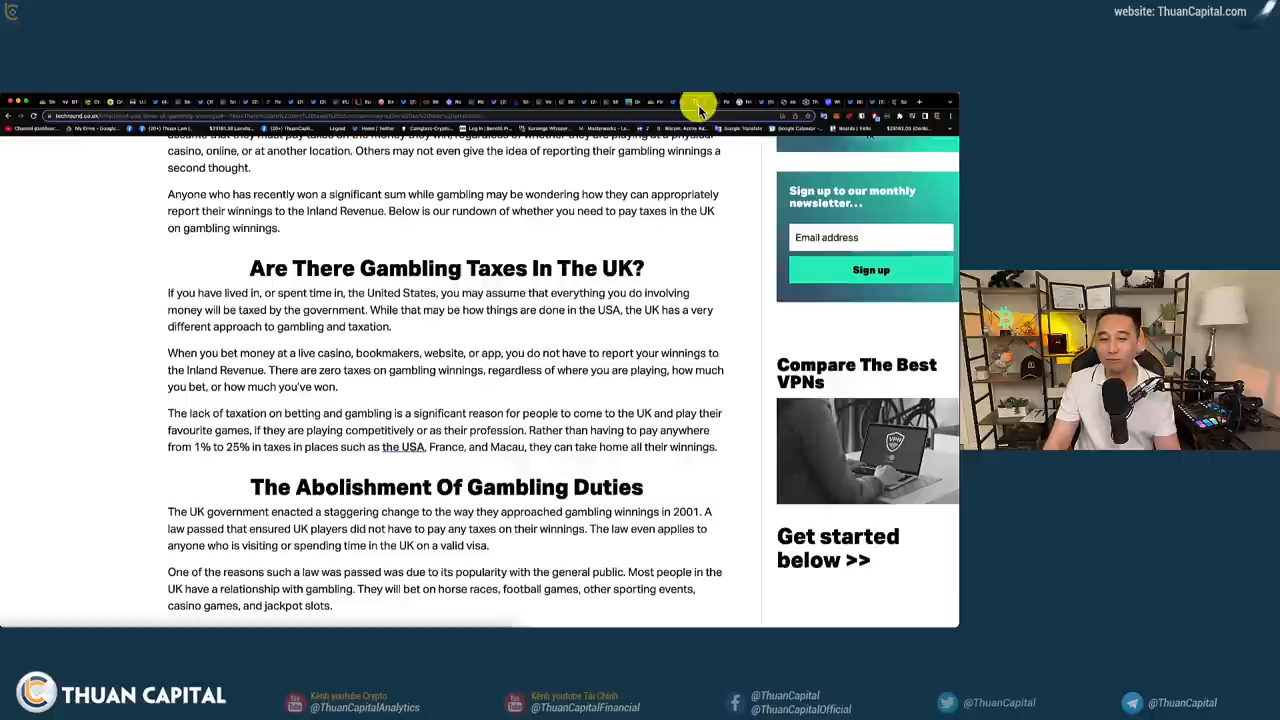 website: ThuanCapital.com
casino, online, or at another location. Others may not even give the idea of reporting their gambling winnings a
second thought.
Anyone who has recently won a significant sum while gambling may be wondering how they can appropriately
report their winnings to the Inland Revenue. Below is our rundown of whether you need to pay taxes in the UK
on gambling winnings.
Are There Gambling Taxes In The UK?
If you have lived in, or spent time in, the United States, you may assume that everything you do involving
money will be taxed by the government. While that may be how things are done in the USA, the UK has a very
different approach to gambling and taxation.
When you bet money at a live casino, bookmakers, website, or app, you do not have to report your winnings to
the Inland Revenue. There are zero taxes on gambling winnings, regardless of where you are playing, how much
you bet, or how much you've won.
The lack of taxation on betting and gambling is a significant reason for people to come to the UK and play their
favourite games, if they are playing competitively or as their profession. Rather than having to pay anywhere
from 1% to 25% in taxes in places such as the USA, France, and Macau, they can take home all their winnings.
The Abolishment Of Gambling Duties
The UK government enacted a staggering change to the way they approached gambling winnings in 2001. A
law passed that ensured UK players did not have to pay any taxes on their winnings. The law even applies to
anyone who is visiting or spending time in the UK on a valid visa.
One of the reasons such a law was passed was due to its popularity with the general public. Most people in the
UK have a relationship with gambling. They will bet on horse races, football games, other sporting events,
casino games, and jackpot slots.
Sign up to our monthly
newsletter...
Email address
Sign up
Compare The Best
VPNs
VPN
Get started
below >>
THUAN CAPITAL
Kênh youtube Crypto
@ThuanCapitalAnalytics
Kênh youtube Tài Chính
@ThuanCapitalFinancial
@ThuanCapital
@ThuanCapitalOfficial
@ThuanCapital
@ThuanCapital